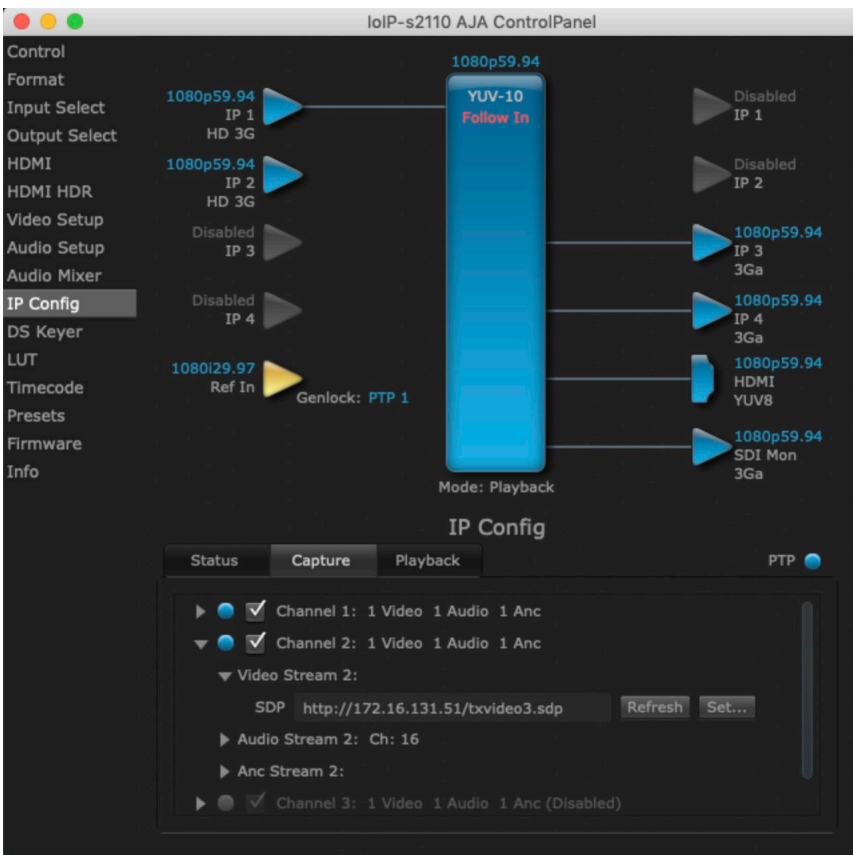 IoIP-s2110 AJA ControlPanel
Control
Format
Input Select
Output Select
HDMI
HDMI HDR
Video Setup
Audio Setup
Audio Mixer
IP Config
DS Keyer
LUT
Timecode
Presets
Firmware
Info
1080p59.94
IP 1
HD 3G
1080p59.94
IP 2
HD 3G
Disabled
IP 3
Disabled
IP 4
1080i29.97
Ref In
Genlock: PTP 1
1080p59.94
YUV-10
Follow In
Mode: Playback
Disabled
IP 1
Disabled
IP 2
1080p59.94
IP 3
3Ga
1080p59.94
IP 4
3Ga
1080p59.94
HDMI
YUV8
1080p59.94
SDI Mon
3Ga
IP Config
Status Capture Playback PTP
Channel 1: 1 Video 1 Audio 1 Anc
Channel 2: 1 Video 1 Audio 1 Anc
Video Stream 2:
SDP http://172.16.131.51/txvideo3.sdp Refresh Set...
Audio Stream 2: Ch: 16
Anc Stream 2:
Channel 3: 1 Video 1 Audio 1 Anc (Disabled)